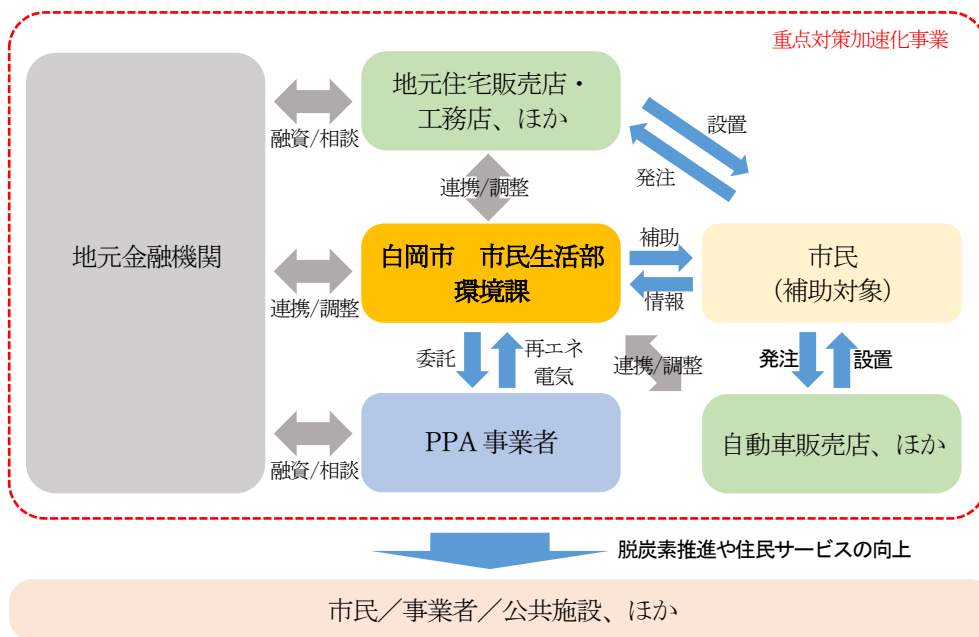 重点対策加速化事業
地元住宅販売店・
工務店、ほか
融資/相談
設置
発注
連携/調整
地元金融機関
白岡市　市民生活部
環境課
補助
情報
市民
(補助対象)
連携/調整
委託
再エネ
電気
連携/調整
発注
設置
PPA 事業者
自動車販売店、ほか
融資/相談
脱炭素推進や住民サービスの向上
市民／事業者／公共施設、ほか